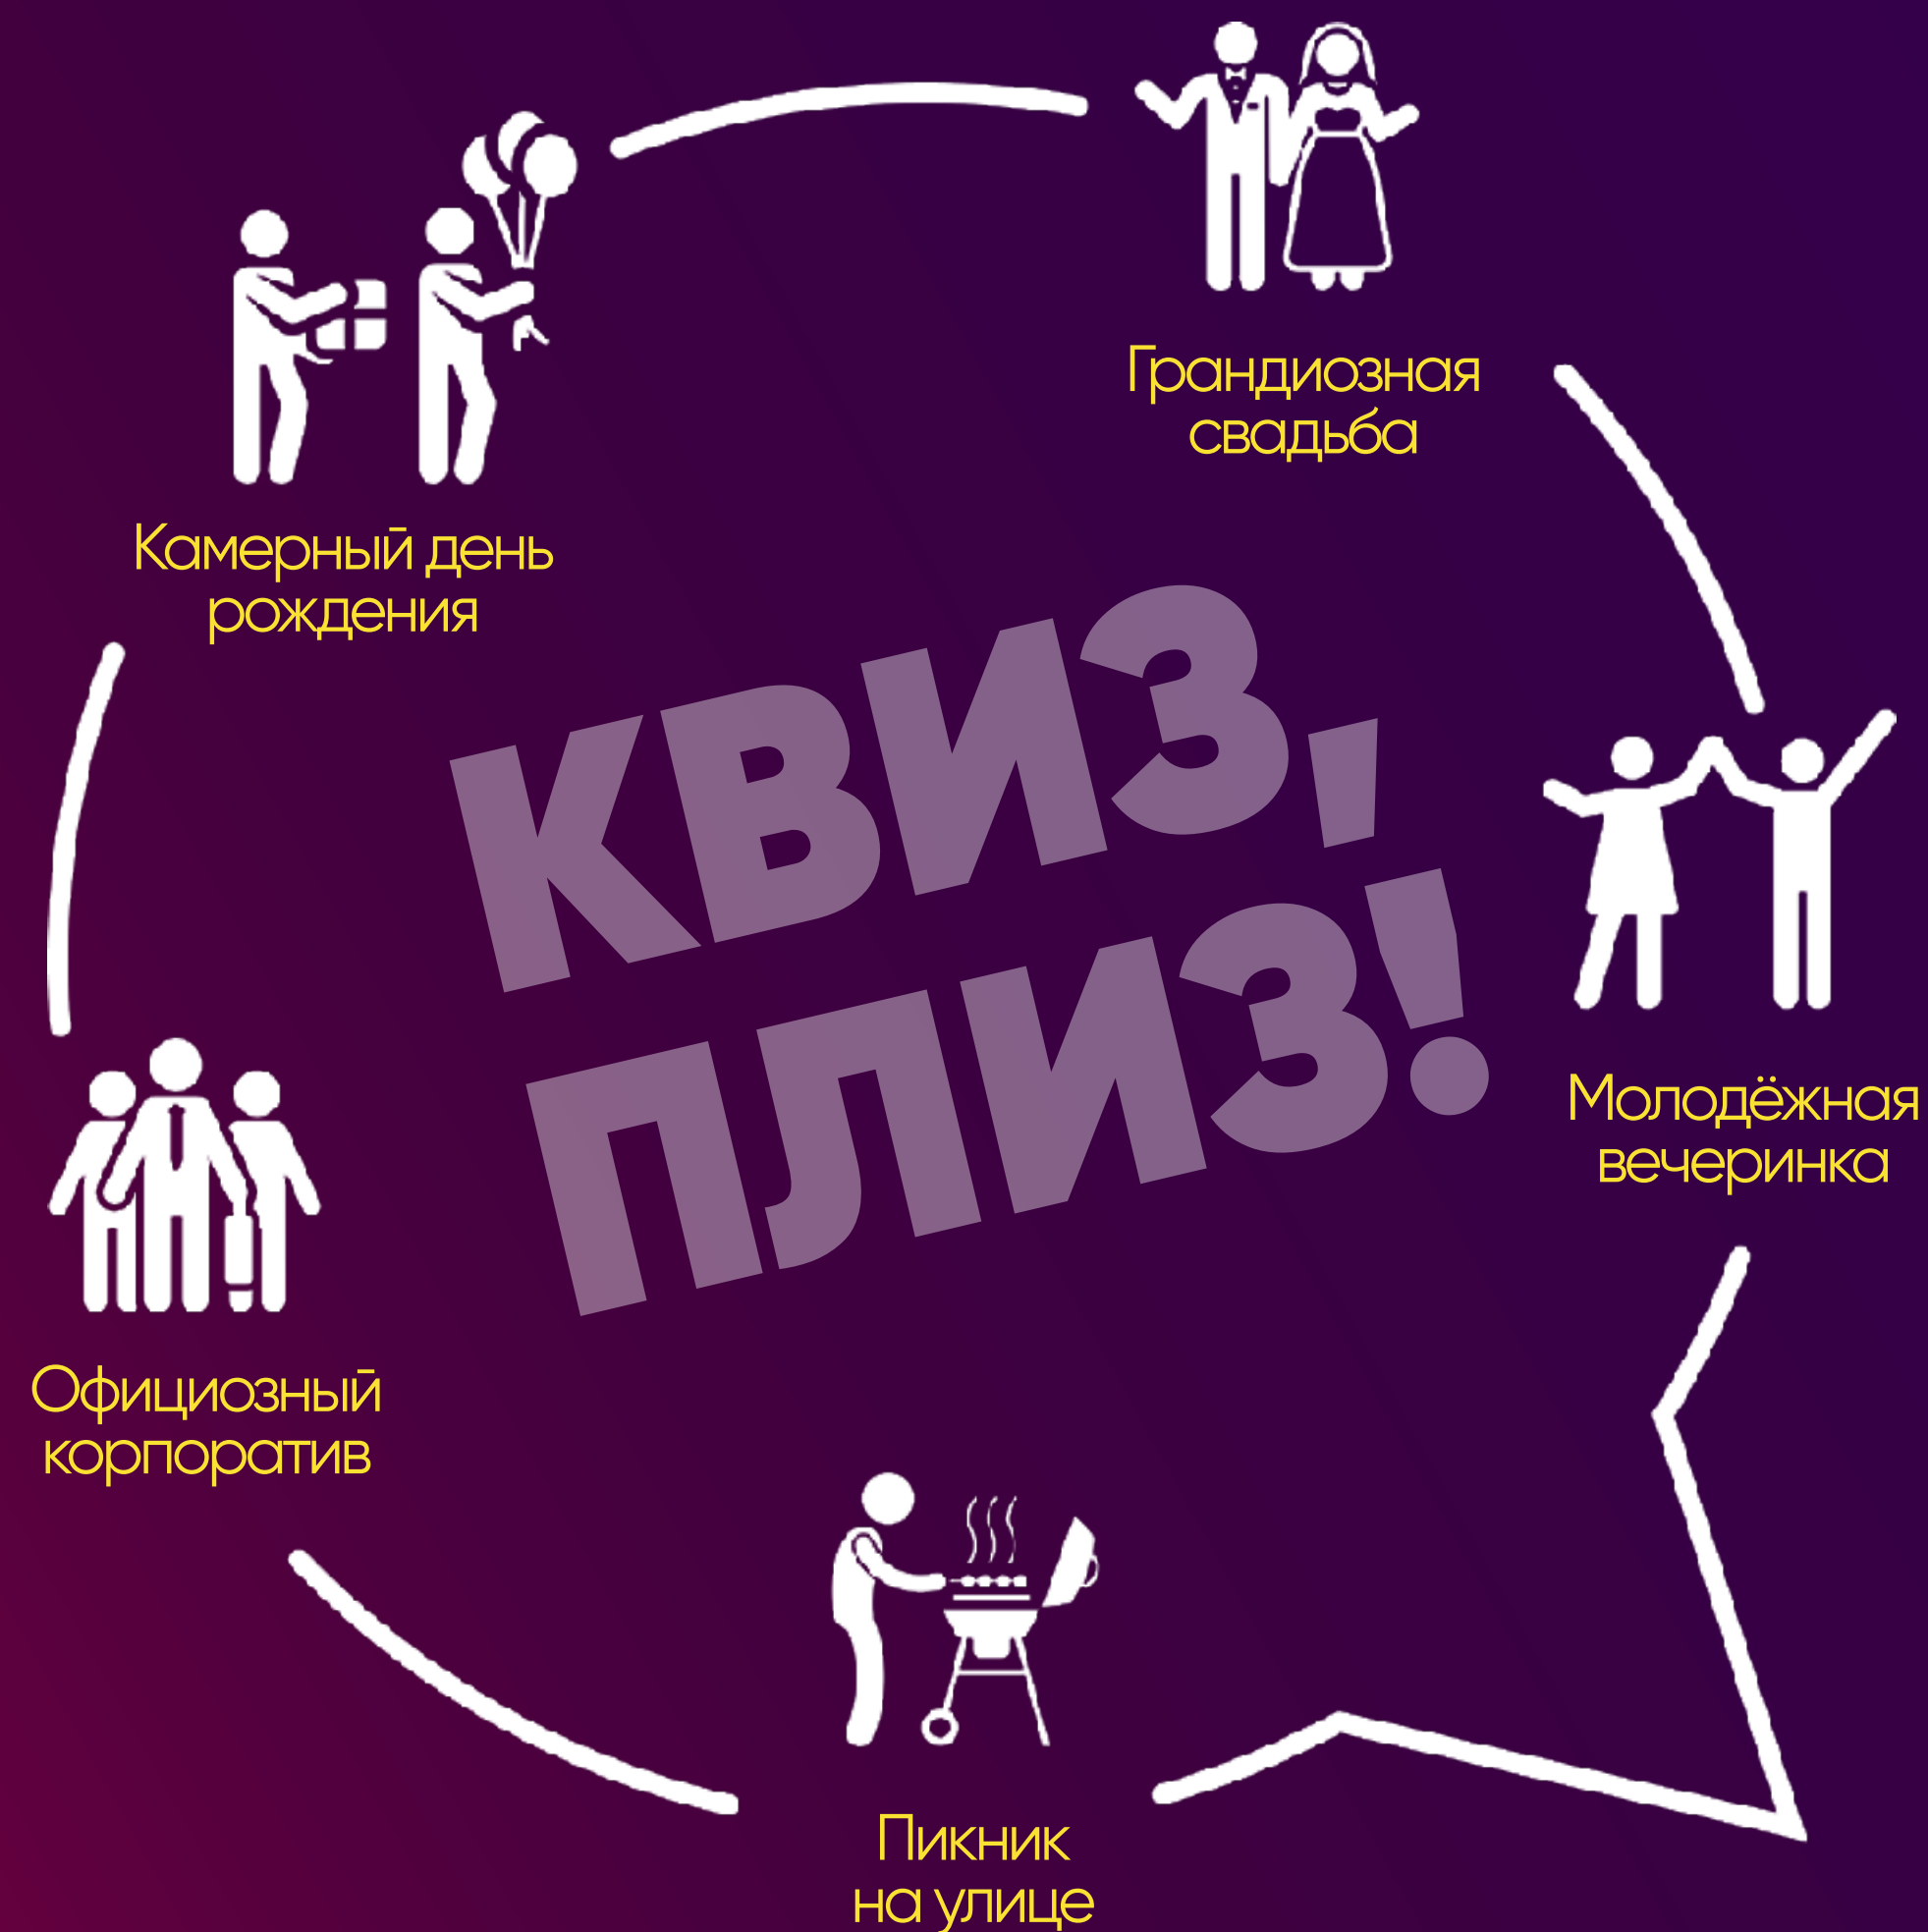 Грандиозная
свадьба
Камерный день
рождения
КВИЗ,
ПЛИЗ!
Молодёжная
вечеринка
Официозный
корпоратив
Пикник
на улице